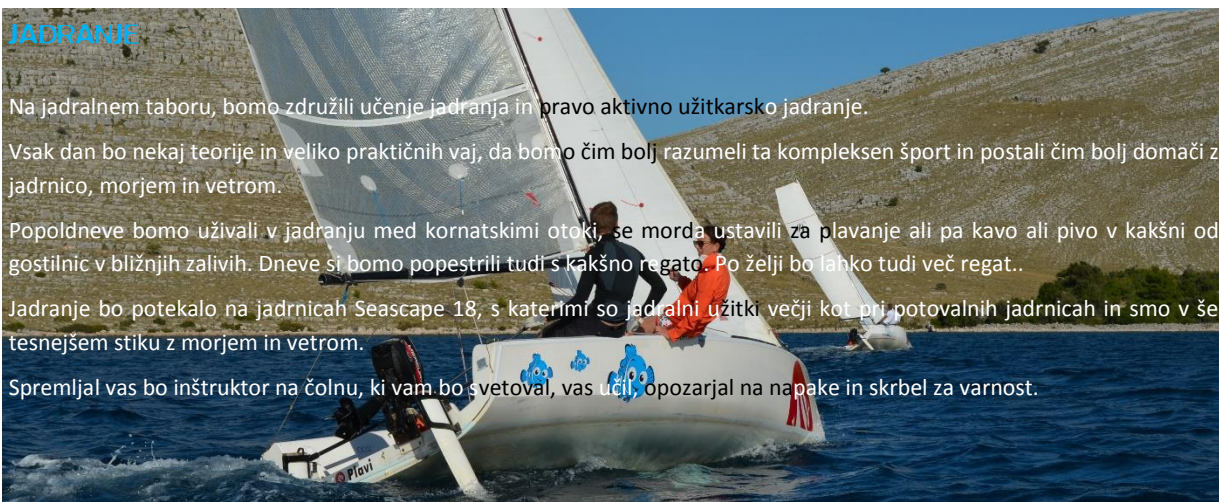 JADRANJE
Na jadralnem taboru, bomo združili učenje jadranja in pravo aktivno užitkarsko jadranje.
Vsak dan bo nekaj teorije in veliko praktičnih vaj, da bomo čim bolj razumeli ta kompleksen šport in postali čim bolj domači z
jadrnico, morjem in vetrom.
Popoldneve bomo uživali v jadranju med kornatskimi otoki, se morda ustavili za plavanje ali pa kavo ali pivo v kakšni od
gostilnic v bližnjih zalivih. Dneve si bomo popestrili tudi s kakšno regato. Po želji bo lahko tudi več regat..
Jadranje bo potekalo na jadrnicah Seascape 18, s katerimi so jadralni užitki večji kot pri potovalnih jadrnicah in smo v še
tesnejšem stiku z morjem in vetrom.
Spremljal vas bo inštruktor na čolnu, ki vam bo svetoval, vas učil, opozarjal na napake in skrbel za varnost.
Plavi